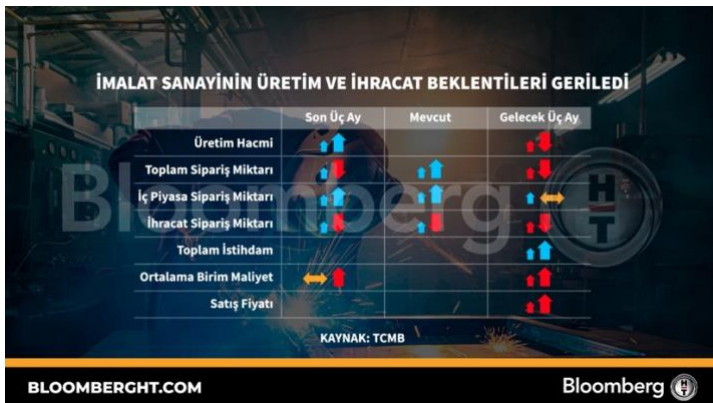 İMALAT SANAYİNİN ÜRETİM VE İHRACAT BEKLENTİLERİ GERİLEDİ
Son Üç Ay Mevcut Gelecek Üç Ay
Üretim Hacmi
Toplam Sipariş Miktarı
İç Piyasa Sipariş Miktarı
İhracat Sipariş Miktarı
Toplam İstihdam
Ortalama Birim Maliyet
Satış Fiyatı
Bloomberg HT
KAYNAK: TCMB
BLOOMBERGHT.COM
Bloomberg HT